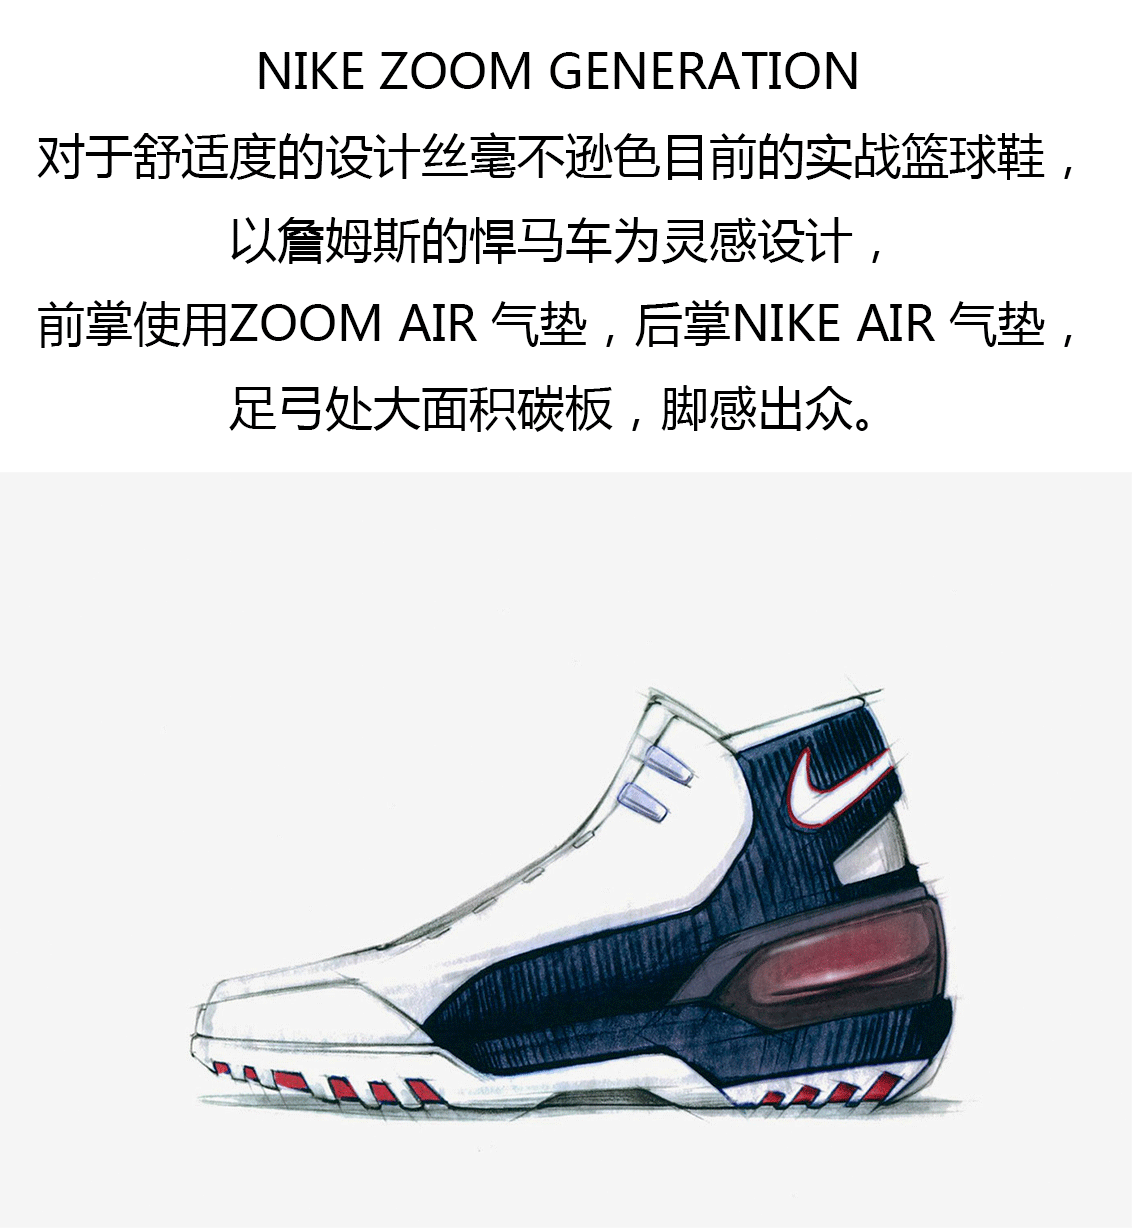 NIKE ZOOM GENERATION
对于舒适度的设计丝毫不逊色目前的实战篮球鞋，
以詹姆斯的悍马车为灵感设计，
前掌使用ZOOM AIR 气垫，后掌NIKE AIR 气垫，
足弓处大面积碳板，脚感出众。